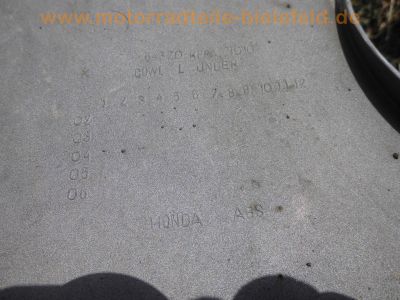 www.motorradteile-bielefeld.de
COWL L UNDER
1 2 3 4 5 6 7 8 9 10 11 12
02
03
04
05
06
HONDA ABS